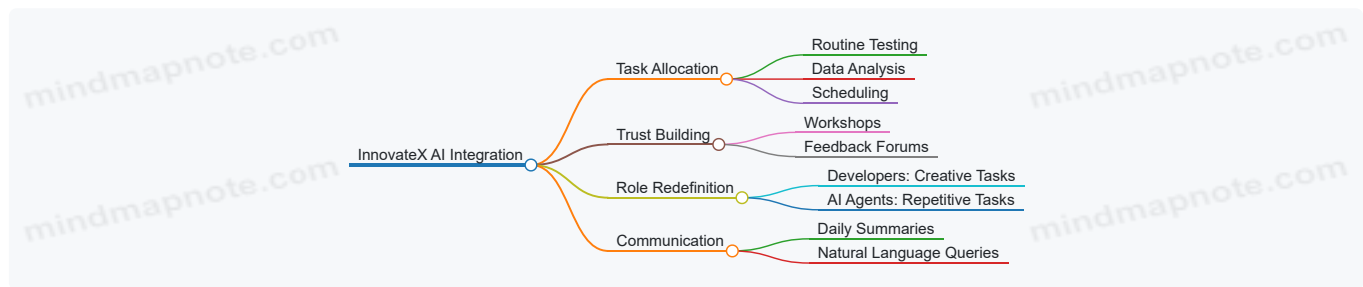 mindmapnote.com
mindmapnote.com
InnovateX AI Integration
Task Allocation
Routine Testing
Data Analysis
Scheduling
Trust Building
Workshops
Feedback Forums
Role Redefinition
Developers: Creative Tasks
AI Agents: Repetitive Tasks
Communication
Daily Summaries
Natural Language Queries
mindmapnote.com
mindmapnote.com